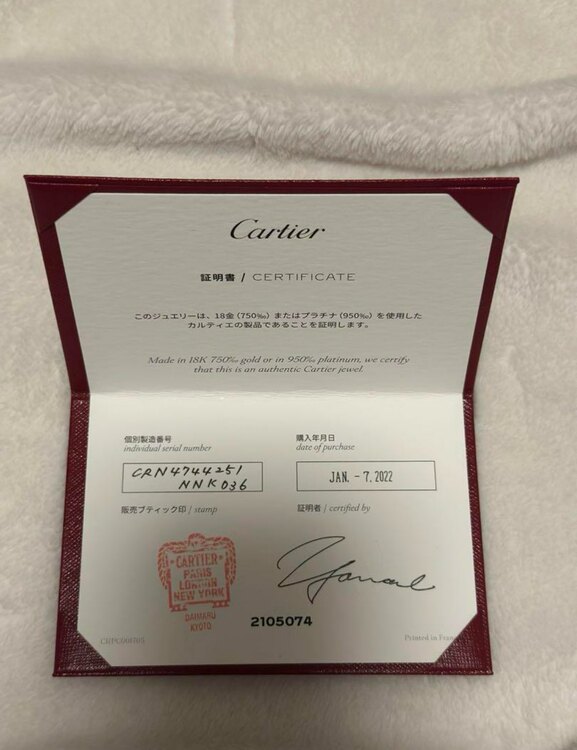 Cartier
証明書 / CERTIFICATE
このジュエリーは、18金（750‰）またはプラチナ（950‰）を使用した
カルティエの製品であることを証明します。
Made in 18K 750‰ gold or in 950‰ platinum, we certify
that this is an authentic Cartier jewel.
個別製造番号
individual serial number
CRN4744251
NNK036
購入年月日
date of purchase
JAN. -7. 2022
販売ブティック印 / stamp
証明者 / certified by
CARTIER
PARIS
LONDON
NEW YORK
DAIMARU
KYOTO
2105074
Printed in